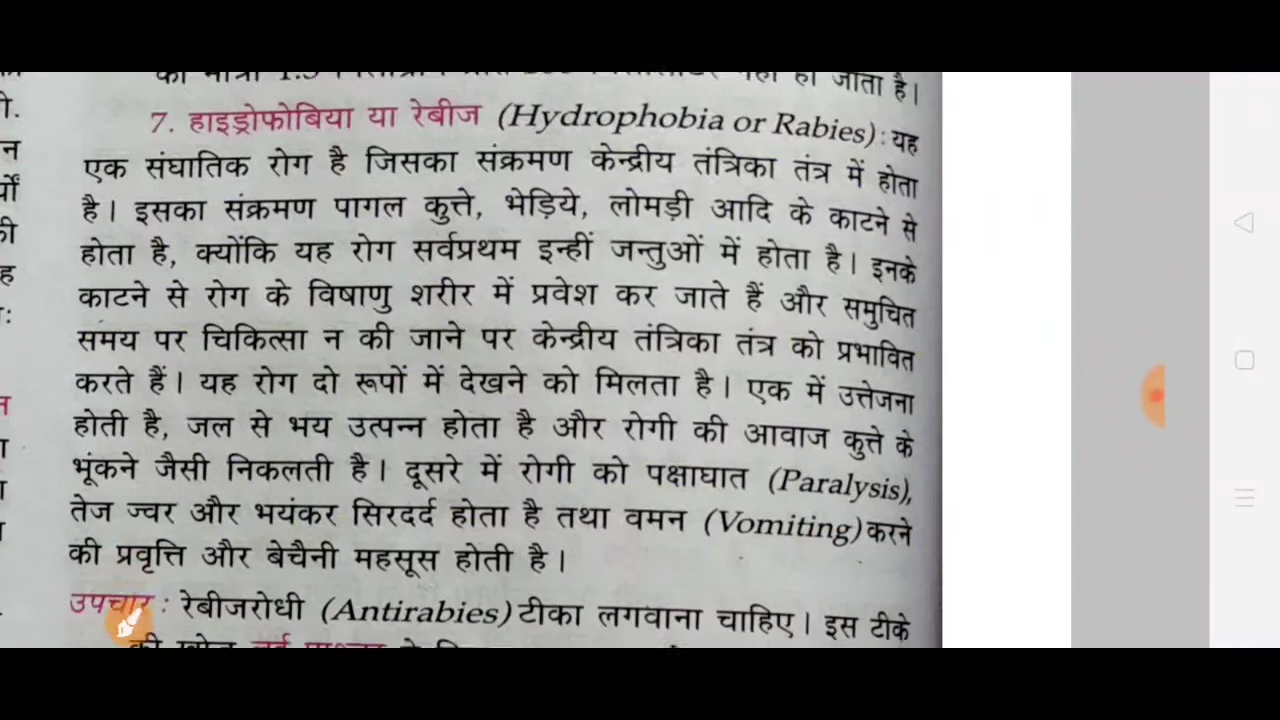 जाता है।
7. हाइड्रोफोबिया या रेबीज (Hydrophobia or Rabies) : यह
एक संघातिक रोग है जिसका संक्रमण केन्द्रीय तंत्रिका तंत्र में होता
है। इसका संक्रमण पागल कुत्ते, भेड़िये, लोमड़ी आदि के काटने से
होता है, क्योंकि यह रोग सर्वप्रथम इन्हीं जन्तुओं में होता है। इनके
काटने से रोग के विषाणु शरीर में प्रवेश कर जाते हैं और समुचित
समय पर चिकित्सा न की जाने पर केन्द्रीय तंत्रिका तंत्र को प्रभावित
करते हैं। यह रोग दो रूपों में देखने को मिलता है। एक में उत्तेजना
होती है, जल से भय उत्पन्न होता है और रोगी की आवाज कुत्ते के
भूंकने जैसी निकलती है। दूसरे में रोगी को पक्षाघात (Paralysis),
तेज ज्वर और भयंकर सिरदर्द होता है तथा वमन (Vomiting) करने
की प्रवृत्ति और बेचैनी महसूस होती है।
उपचार : रेबीजरोधी (Antirabies) टीका लगवाना चाहिए। इस टीके